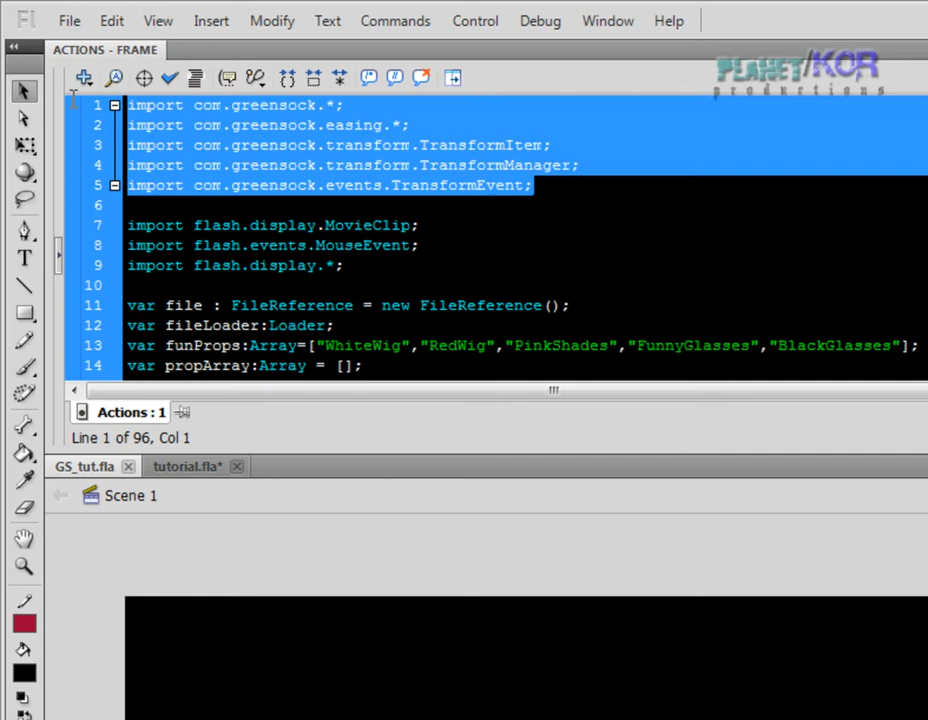 Fl File Edit View Insert Modify Text Commands Control Debug Window Help
ACTIONS - FRAME
PLANET/KOR
productions
1 import com.greensock.*;
2 import com.greensock.easing.*;
3 import com.greensock.transform.TransformItem;
4 import com.greensock.transform.TransformManager;
5 import com.greensock.events.TransformEvent;
6
7 import flash.display.MovieClip;
8 import flash.events.MouseEvent;
9 import flash.display.*;
10
11 var file : FileReference = new FileReference();
12 var fileLoader:Loader;
13 var funProps:Array=["WhiteWig","RedWig","PinkShades","FunnyGlasses","BlackGlasses"];
14 var propArray:Array = [];
Actions : 1
Line 1 of 96, Col 1
GS_tut.fla tutorial.fla*
Scene 1